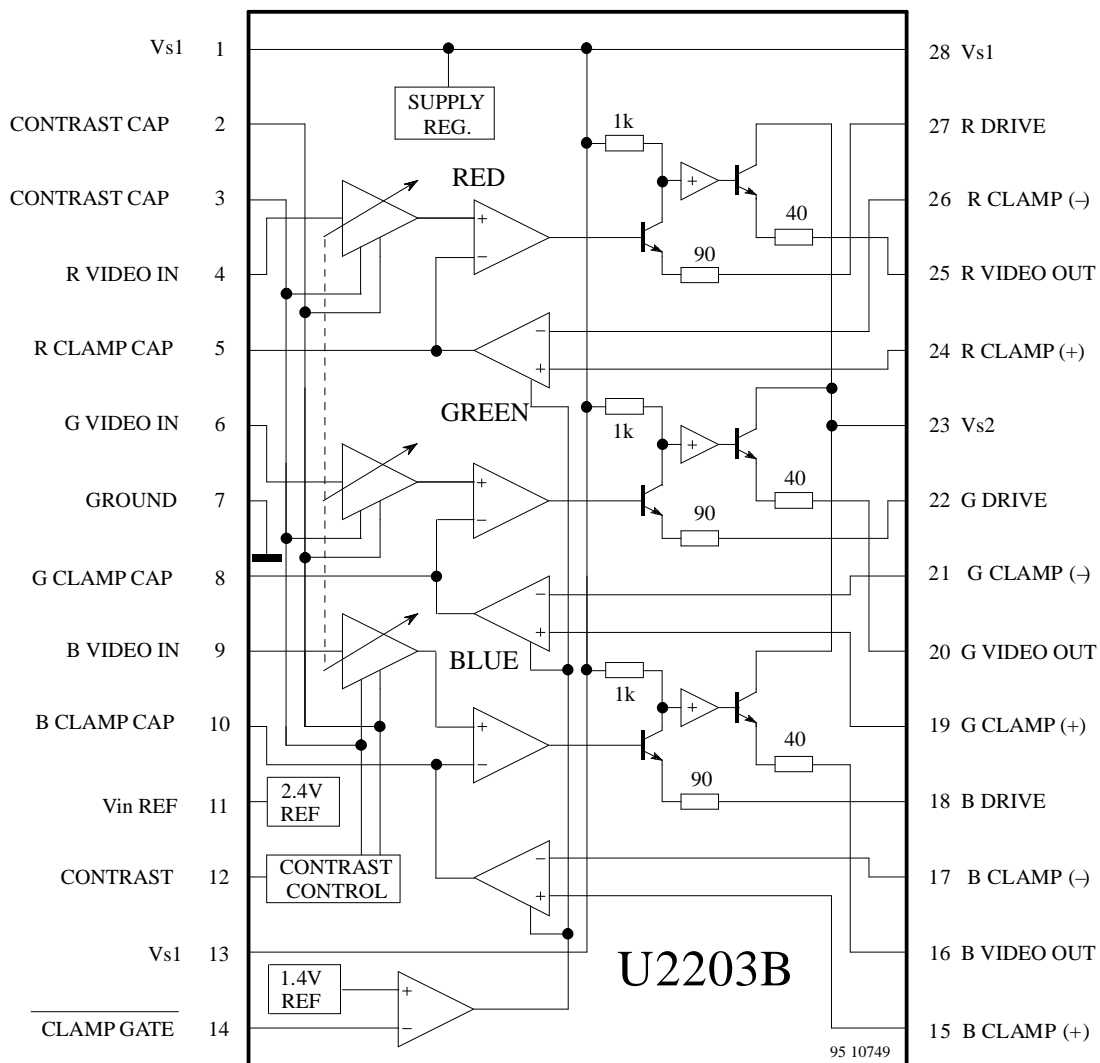 Vs1 1
28 Vs1
SUPPLY
REG.
CONTRAST CAP 2
1k
27 R DRIVE
RED
+
CONTRAST CAP 3
26 R CLAMP (–)
+
40
90
–
R VIDEO IN 4
25 R VIDEO OUT
–
R CLAMP CAP 5
24 R CLAMP (+)
+
GREEN
1k
G VIDEO IN 6
23 Vs2
+
40
+
GROUND 7
22 G DRIVE
–
90
G CLAMP CAP 8
21 G CLAMP (–)
–
+
B VIDEO IN 9
20 G VIDEO OUT
BLUE
1k
+
B CLAMP CAP 10
19 G CLAMP (+)
+
40
–
90
2.4V
REF
Vin REF 11
18 B DRIVE
–
CONTRAST
CONTROL
CONTRAST 12
17 B CLAMP (–)
+
Vs1 13
16 B VIDEO OUT
U2203B
1.4V
REF
+
–
CLAMP GATE 14
15 B CLAMP (+)
95 10749